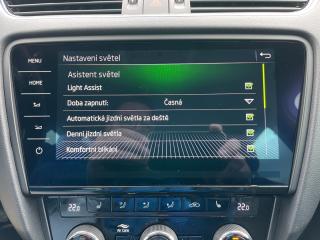 MENU
Nastavení světel
HOME
Asistent světel
Light Assist
Doba zapnutí: Časná
Automatická jízdní světla za deště
Denní jízdní světla
Komfortní blikání
22.0
22.0